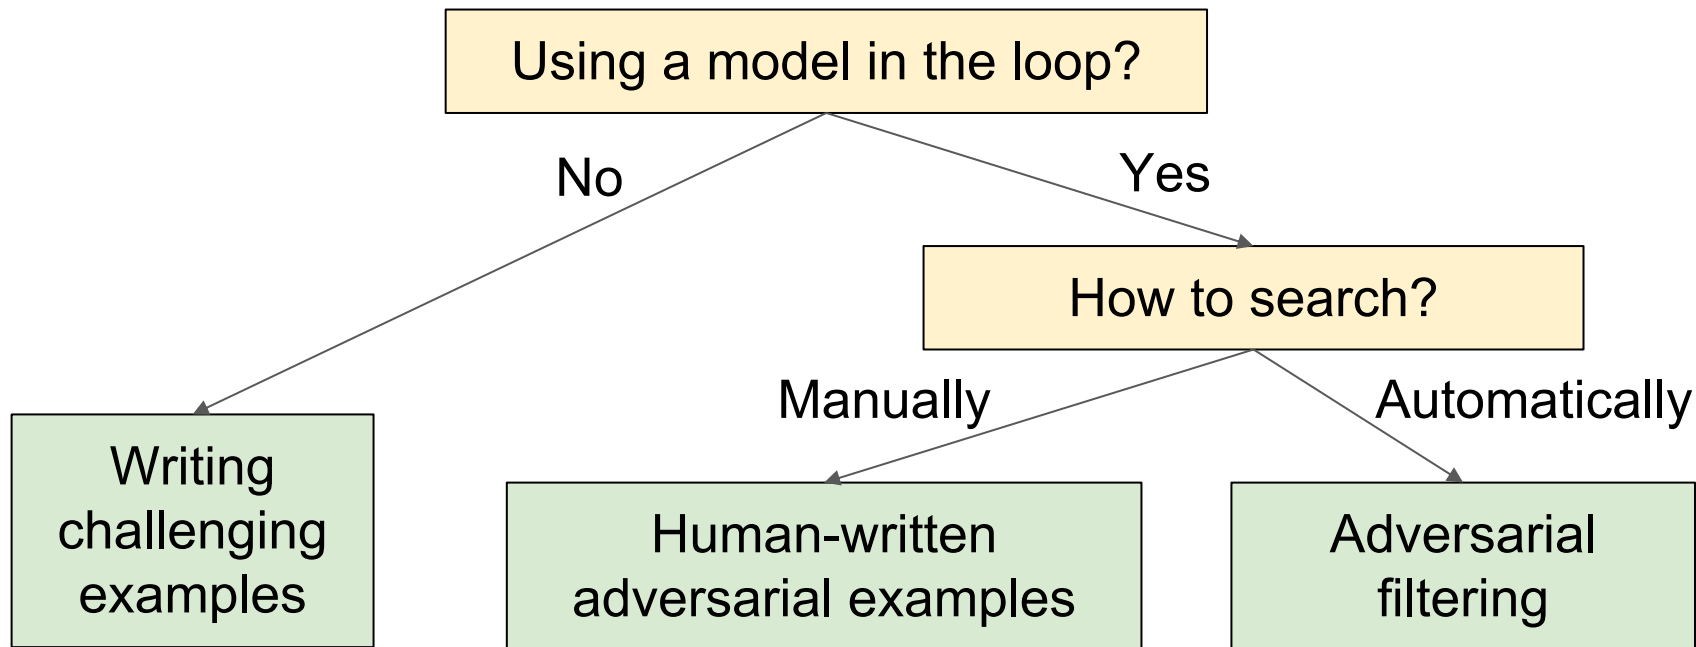 Using a model in the loop?
No
Yes
How to search?
Manually
Automatically
Writing
challenging
examples
Human-written
adversarial examples
Adversarial
filtering